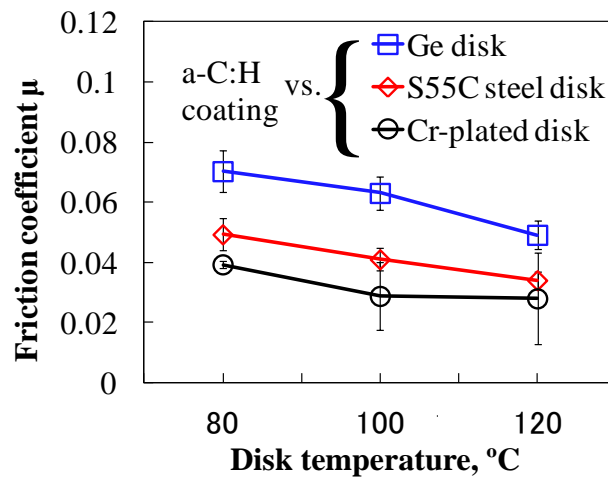 0.12
0.1
0.08
0.06
0.04
0.02
0
Friction coefficient μ
a-C:H
coating
vs.
Ge disk
S55C steel disk
Cr-plated disk
80
100
120
Disk temperature, ºC